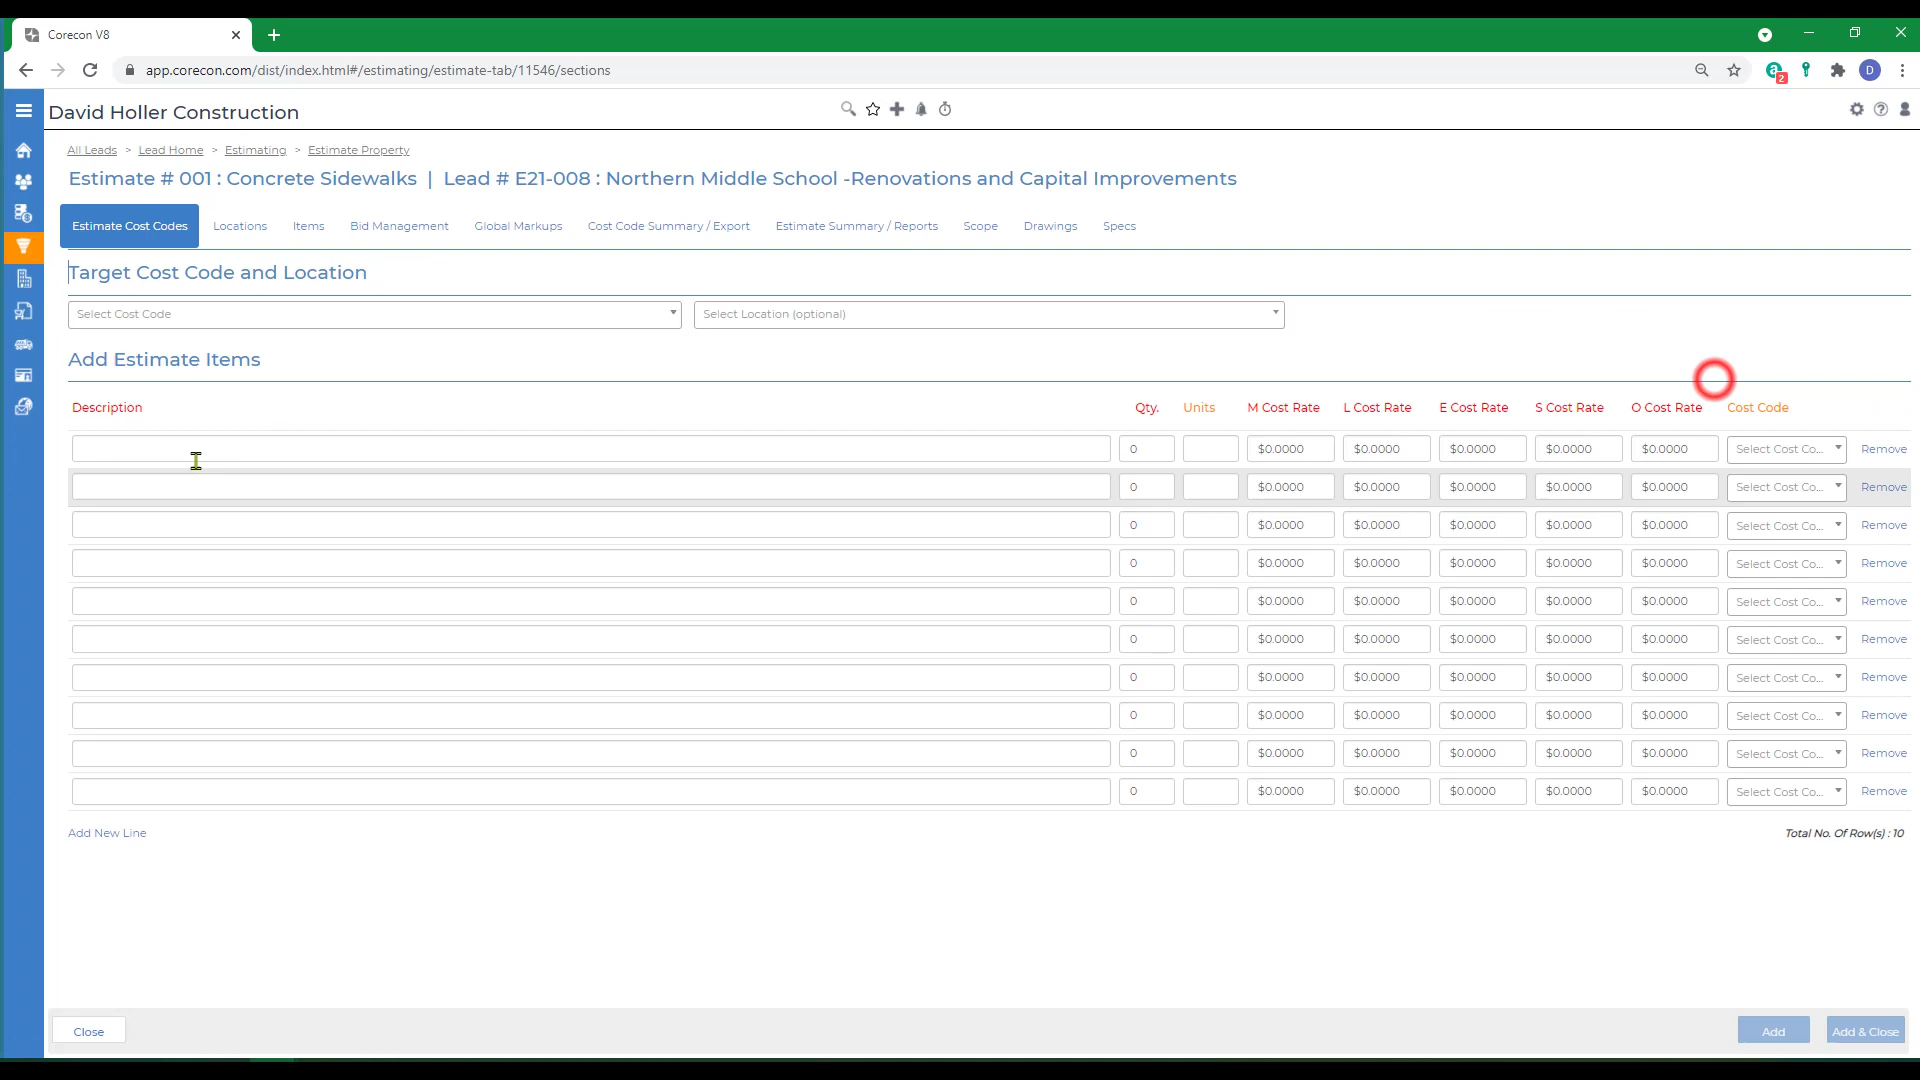 Corecon V8
app.corecon.com/dist/index.html#/estimating/estimate-tab/11546/sections
2
D
David Holler Construction
All Leads > Lead Home > Estimating > Estimate Property
Estimate # 001 : Concrete Sidewalks | Lead # E21-008 : Northern Middle School -Renovations and Capital Improvements
Estimate Cost Codes Locations Items Bid Management Global Markups Cost Code Summary / Export Estimate Summary / Reports Scope Drawings Specs
Target Cost Code and Location
Select Cost Code Select Location (optional)
Add Estimate Items
Description Qty. Units M Cost Rate L Cost Rate E Cost Rate S Cost Rate O Cost Rate Cost Code
0 $0.0000 $0.0000 $0.0000 $0.0000 $0.0000 Select Cost Co... Remove
0 $0.0000 $0.0000 $0.0000 $0.0000 $0.0000 Select Cost Co... Remove
0 $0.0000 $0.0000 $0.0000 $0.0000 $0.0000 Select Cost Co... Remove
0 $0.0000 $0.0000 $0.0000 $0.0000 $0.0000 Select Cost Co... Remove
0 $0.0000 $0.0000 $0.0000 $0.0000 $0.0000 Select Cost Co... Remove
0 $0.0000 $0.0000 $0.0000 $0.0000 $0.0000 Select Cost Co... Remove
0 $0.0000 $0.0000 $0.0000 $0.0000 $0.0000 Select Cost Co... Remove
0 $0.0000 $0.0000 $0.0000 $0.0000 $0.0000 Select Cost Co... Remove
0 $0.0000 $0.0000 $0.0000 $0.0000 $0.0000 Select Cost Co... Remove
0 $0.0000 $0.0000 $0.0000 $0.0000 $0.0000 Select Cost Co... Remove
Add New Line Total No. Of Row(s) : 10
Close Add Add & Close